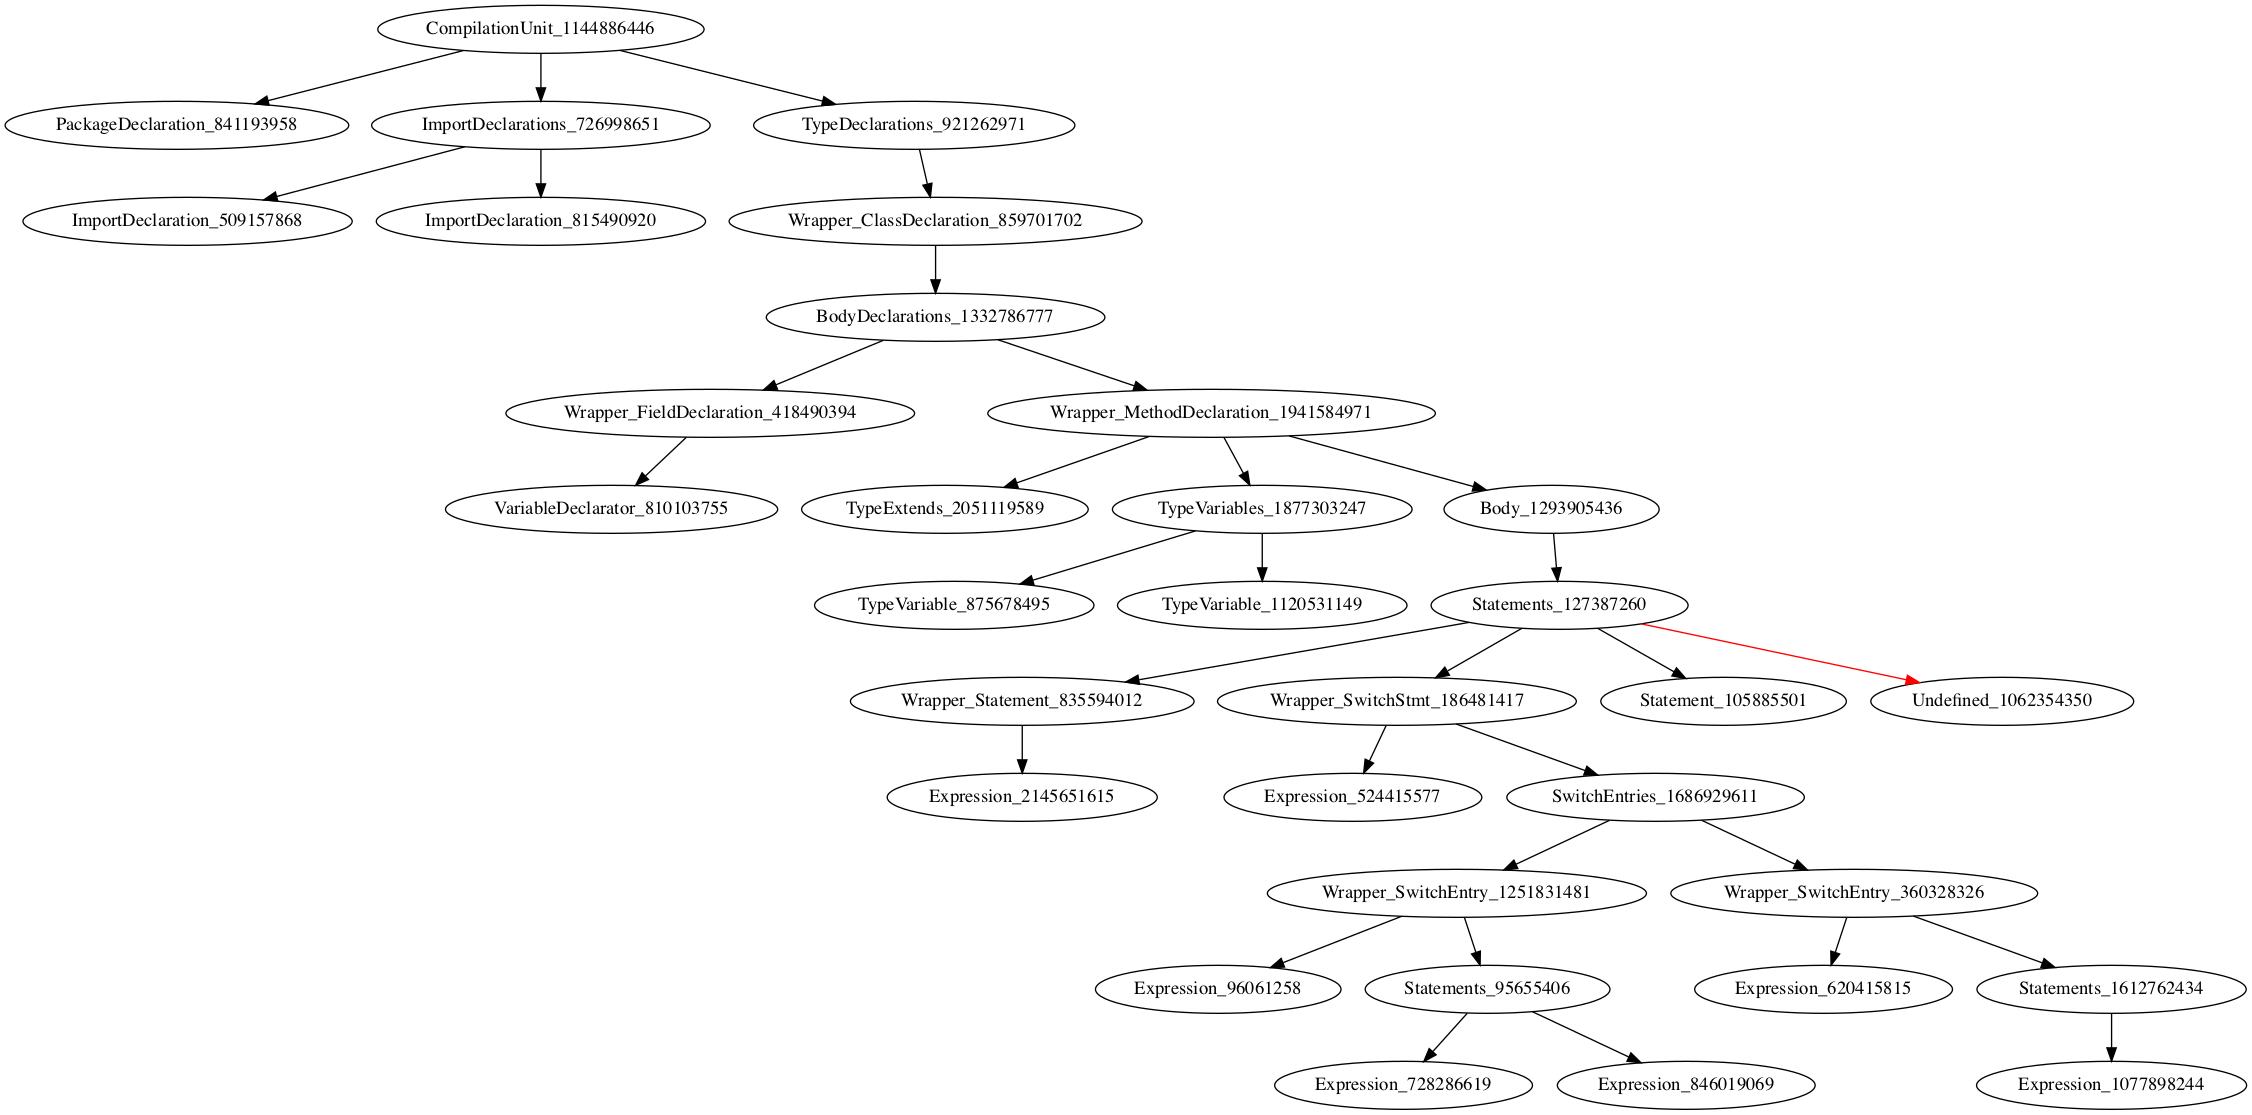 CompilationUnit_1144886446
PackageDeclaration_841193958
ImportDeclarations_726998651
TypeDeclarations_921262971
ImportDeclaration_509157868
ImportDeclaration_815490920
Wrapper_ClassDeclaration_859701702
BodyDeclarations_1332786777
Wrapper_FieldDeclaration_418490394
Wrapper_MethodDeclaration_1941584971
VariableDeclarator_810103755
TypeExtends_2051119589
TypeVariables_1877303247
Body_1293905436
TypeVariable_875678495
TypeVariable_1120531149
Statements_127387260
Wrapper_Statement_835594012
Wrapper_SwitchStmt_186481417
Statement_105885501
Undefined_1062354350
Expression_2145651615
Expression_524415577
SwitchEntries_1686929611
Wrapper_SwitchEntry_1251831481
Wrapper_SwitchEntry_360328326
Expression_96061258
Statements_95655406
Expression_620415815
Statements_1612762434
Expression_728286619
Expression_846019069
Expression_1077898244